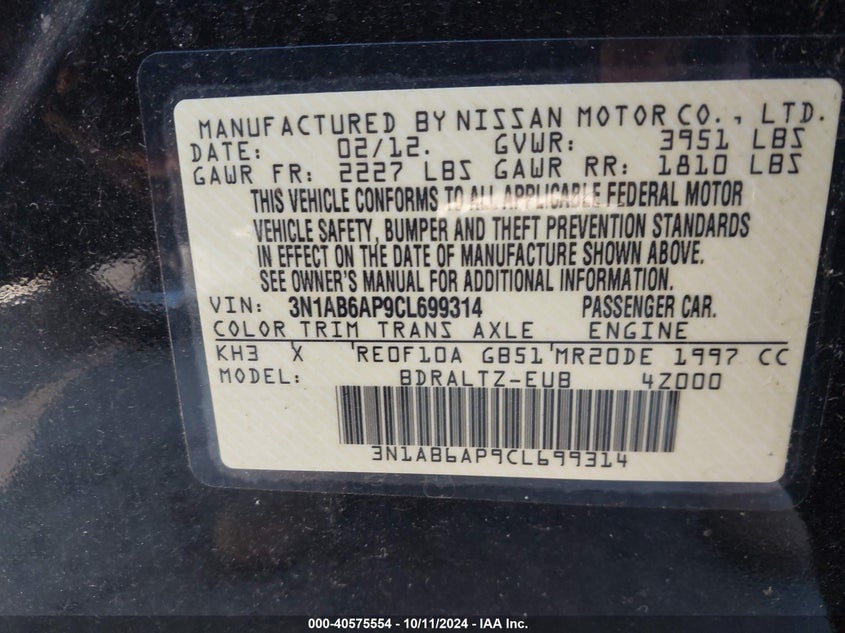 MANUFACTURED BY NISSAN MOTOR CO., LTD.
DATE: 02/12. GVWR: 3951 LBS
GAWR FR: 2227 LBS GAWR RR: 1810 LBS
THIS VEHICLE CONFORMS TO ALL APPLICABLE FEDERAL MOTOR
VEHICLE SAFETY, BUMPER AND THEFT PREVENTION STANDARDS
IN EFFECT ON THE DATE OF MANUFACTURE SHOWN ABOVE.
SEE OWNER'S MANUAL FOR ADDITIONAL INFORMATION.
VIN: 3N1AB6AP9CL699314 PASSENGER CAR.
COLOR TRIM TRANS AXLE ENGINE
KH3 X RE0F10A GB51 MR20DE 1997 CC
MODEL: BDRALTZ-EUB 4Z000
3N1AB6AP9CL699314
000-40575554 - 10/11/2024 - IAA Inc.